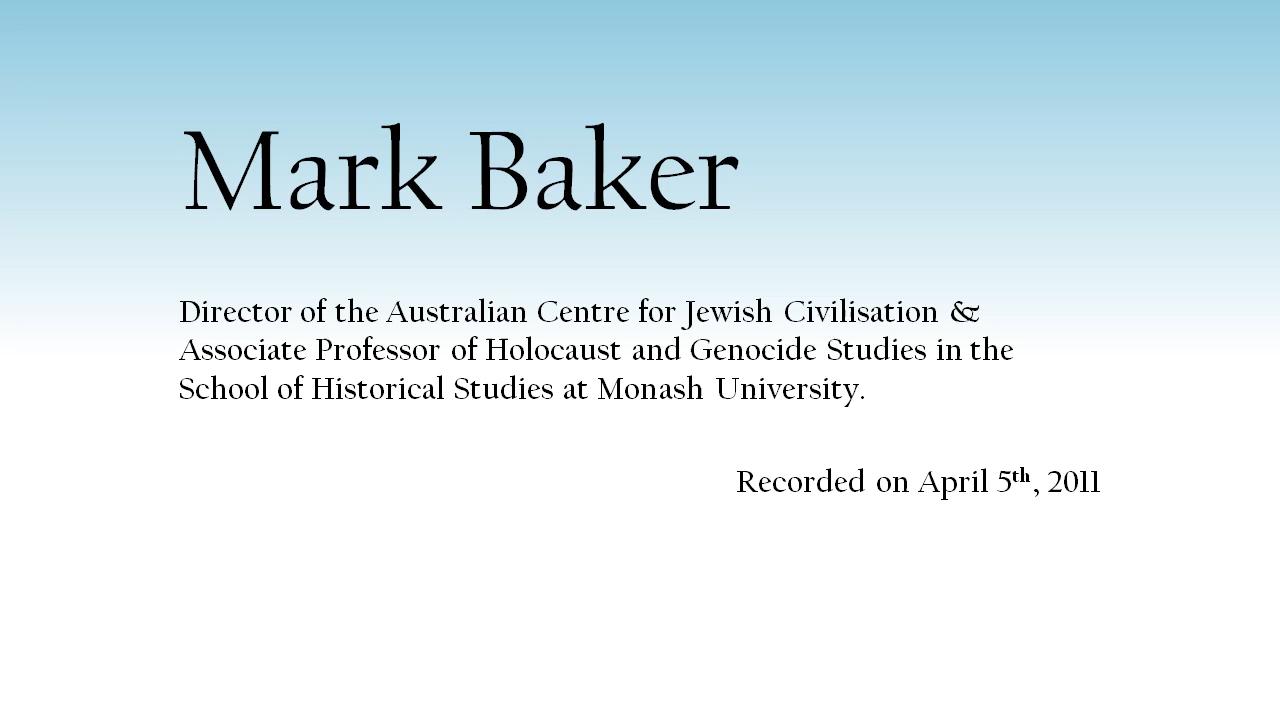 Mark Baker
Director of the Australian Centre for Jewish Civilisation &
Associate Professor of Holocaust and Genocide Studies in the
School of Historical Studies at Monash University.
Recorded on April 5th, 2011